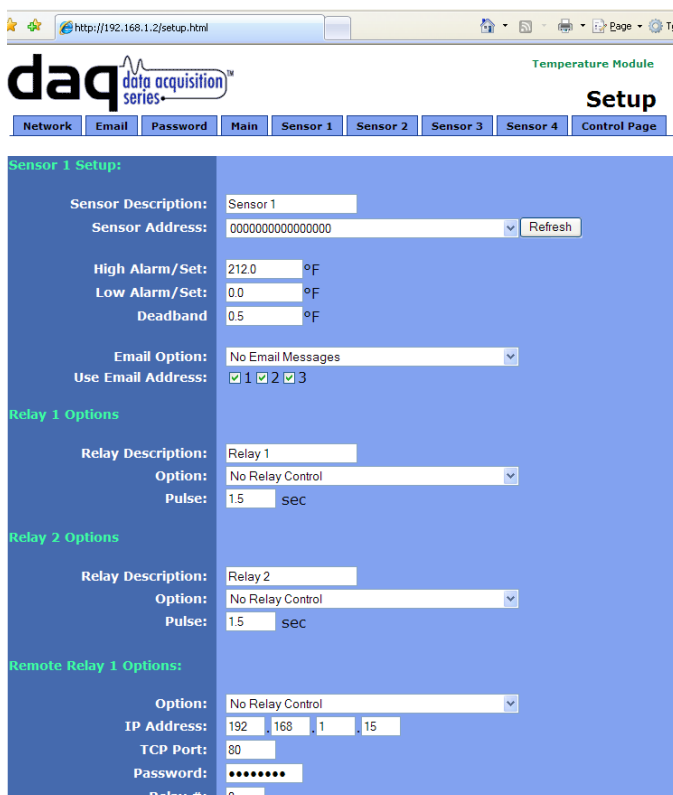 http://192.168.1.2/setup.html
Page
daq data acquisition series TM
Temperature Module
Setup
Network Email Password Main Sensor 1 Sensor 2 Sensor 3 Sensor 4 Control Page
Sensor 1 Setup:
Sensor Description: Sensor 1
Sensor Address: 0000000000000000 Refresh
High Alarm/Set: 212.0 °F
Low Alarm/Set: 0.0 °F
Deadband 0.5 °F
Email Option: No Email Messages
Use Email Address: 1 2 3
Relay 1 Options
Relay Description: Relay 1
Option: No Relay Control
Pulse: 1.5 sec
Relay 2 Options
Relay Description: Relay 2
Option: No Relay Control
Pulse: 1.5 sec
Remote Relay 1 Options:
Option: No Relay Control
IP Address: 192 . 168 . 1 . 15
TCP Port: 80
Password: ••••••••
Relay #: